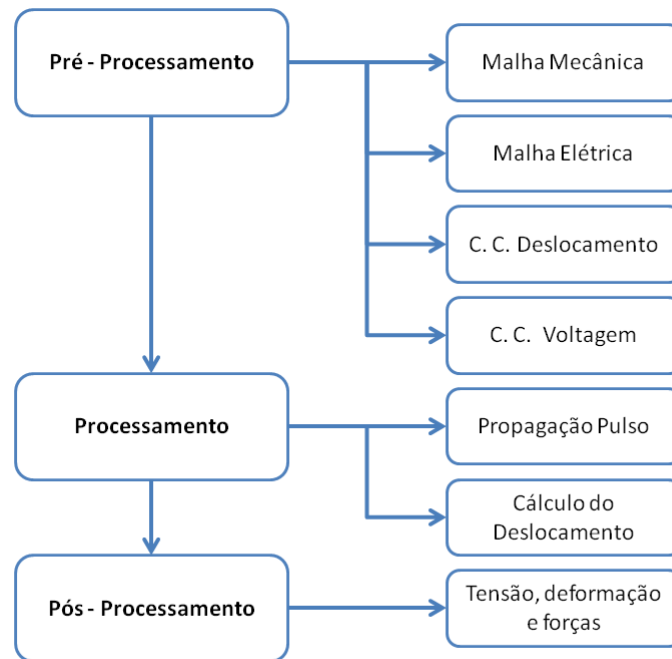 Pré - Processamento
Malha Mecânica
Malha Elétrica
C. C. Deslocamento
C. C. Voltagem
Processamento
Propagação Pulso
Cálculo do
Deslocamento
Pós - Processamento
Tensão, deformação
e forças